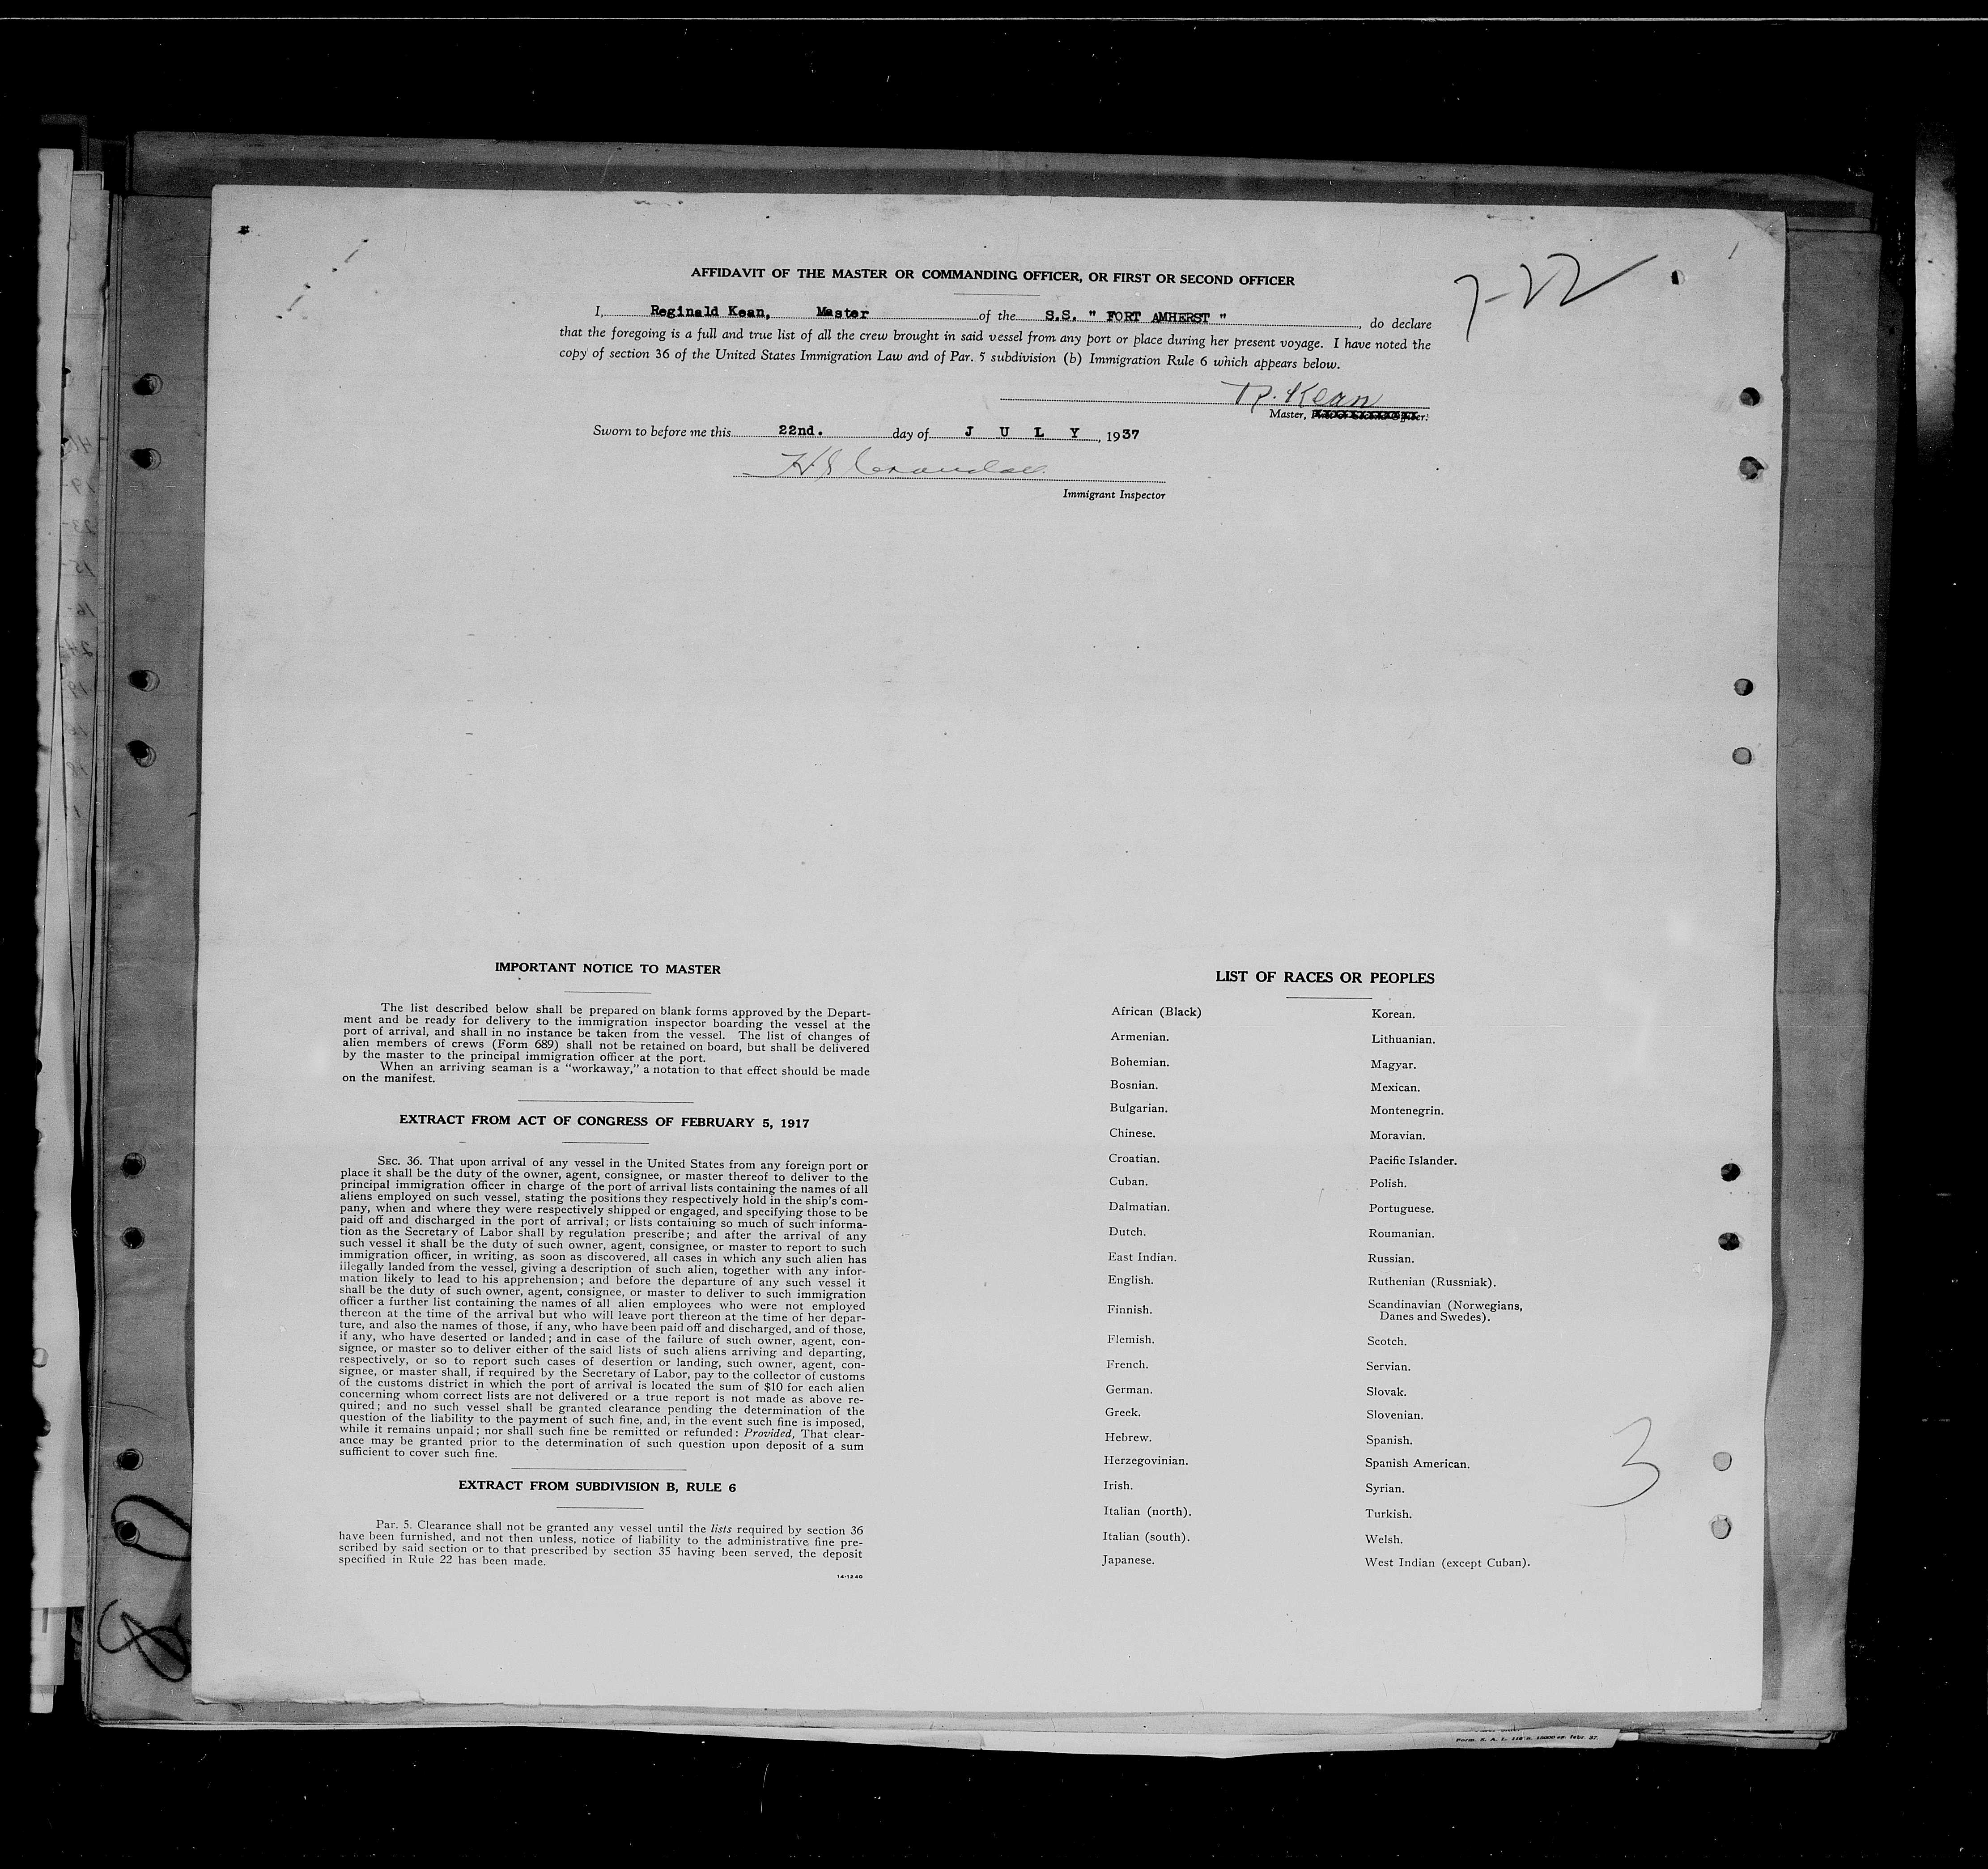 AFFIDAVIT OF THE MASTER OR COMMANDING OFFICER, OR FIRST OR SECOND OFFICER
7-22
I, Reginald Kean, Master of the S.S. " FORT AMHERST ", do declare
that the foregoing is a full and true list of all the crew brought in said vessel from any port or place during her present voyage. I have noted the
copy of section 36 of the United States Immigration Law and of Par. 5 subdivision (b) Immigration Rule 6 which appears below.
R. Kean
Master,
Sworn to before me this 22nd. day of J U L Y, 1937
Immigrant Inspector
IMPORTANT NOTICE TO MASTER
The list described below shall be prepared on blank forms approved by the Depart-
ment and be ready for delivery to the immigration inspector boarding the vessel at the
port of arrival, and shall in no instance be taken from the vessel. The list of changes of
alien members of crews (Form 689) shall not be retained on board, but shall be delivered
by the master to the principal immigration officer at the port.
When an arriving seaman is a "workaway," a notation to that effect should be made
on the manifest.
EXTRACT FROM ACT OF CONGRESS OF FEBRUARY 5, 1917
SEC. 36. That upon arrival of any vessel in the United States from any foreign port or
place it shall be the duty of the owner, agent, consignee, or master thereof to deliver to the
principal immigration officer in charge of the port of arrival lists containing the names of all
aliens employed on such vessel, stating the positions they respectively hold in the ship's com-
pany, when and where they were respectively shipped or engaged, and specifying those to be
paid off and discharged in the port of arrival; or lists containing so much of such informa-
tion as the Secretary of Labor shall by regulation prescribe; and after the arrival of any
such vessel it shall be the duty of such owner, agent, consignee, or master to report to such
immigration officer, in writing, as soon as discovered, all cases in which any such alien has
illegally landed from the vessel, giving a description of such alien, together with any infor-
mation likely to lead to his apprehension; and before the departure of any such vessel it
shall be the duty of such owner, agent, consignee, or master to deliver to such immigration
officer a further list containing the names of all alien employees who were not employed
thereon at the time of the arrival but who will leave port thereon at the time of her depar-
ture, and also the names of those, if any, who have been paid off and discharged, and of those,
if any, who have deserted or landed; and in case of the failure of such owner, agent, con-
signee, or master so to deliver either of the said lists of such aliens arriving and departing,
respectively, or so to report such cases of desertion or landing, such owner, agent, con-
signee, or master shall, if required by the Secretary of Labor, pay to the collector of customs
of the customs district in which the port of arrival is located the sum of $10 for each alien
concerning whom correct lists are not delivered or a true report is not made as above re-
quired; and no such vessel shall be granted clearance pending the determination of the
question of the liability to the payment of such fine, and, in the event such fine is imposed,
while it remains unpaid; nor shall such fine be remitted or refunded: Provided, That clear-
ance may be granted prior to the determination of such question upon deposit of a sum
sufficient to cover such fine.
EXTRACT FROM SUBDIVISION B, RULE 6
Par. 5. Clearance shall not be granted any vessel until the lists required by section 36
have been furnished, and not then unless, notice of liability to the administrative fine pre-
scribed by said section or to that prescribed by section 35 having been served, the deposit
specified in Rule 22 has been made.
14-1240
LIST OF RACES OR PEOPLES
African (Black)
Armenian.
Bohemian.
Bosnian.
Bulgarian.
Chinese.
Croatian.
Cuban.
Dalmatian.
Dutch.
East Indian.
English.
Finnish.
Flemish.
French.
German.
Greek.
Hebrew.
Herzegovinian.
Irish.
Italian (north).
Italian (south).
Japanese.
Korean.
Lithuanian.
Magyar.
Mexican.
Montenegrin.
Moravian.
Pacific Islander.
Polish.
Portuguese.
Roumanian.
Russian.
Ruthenian (Russniak).
Scandinavian (Norwegians,
Danes and Swedes).
Scotch.
Servian.
Slovak.
Slovenian.
Spanish.
Spanish American.
Syrian.
Turkish.
Welsh.
West Indian (except Cuban).
3